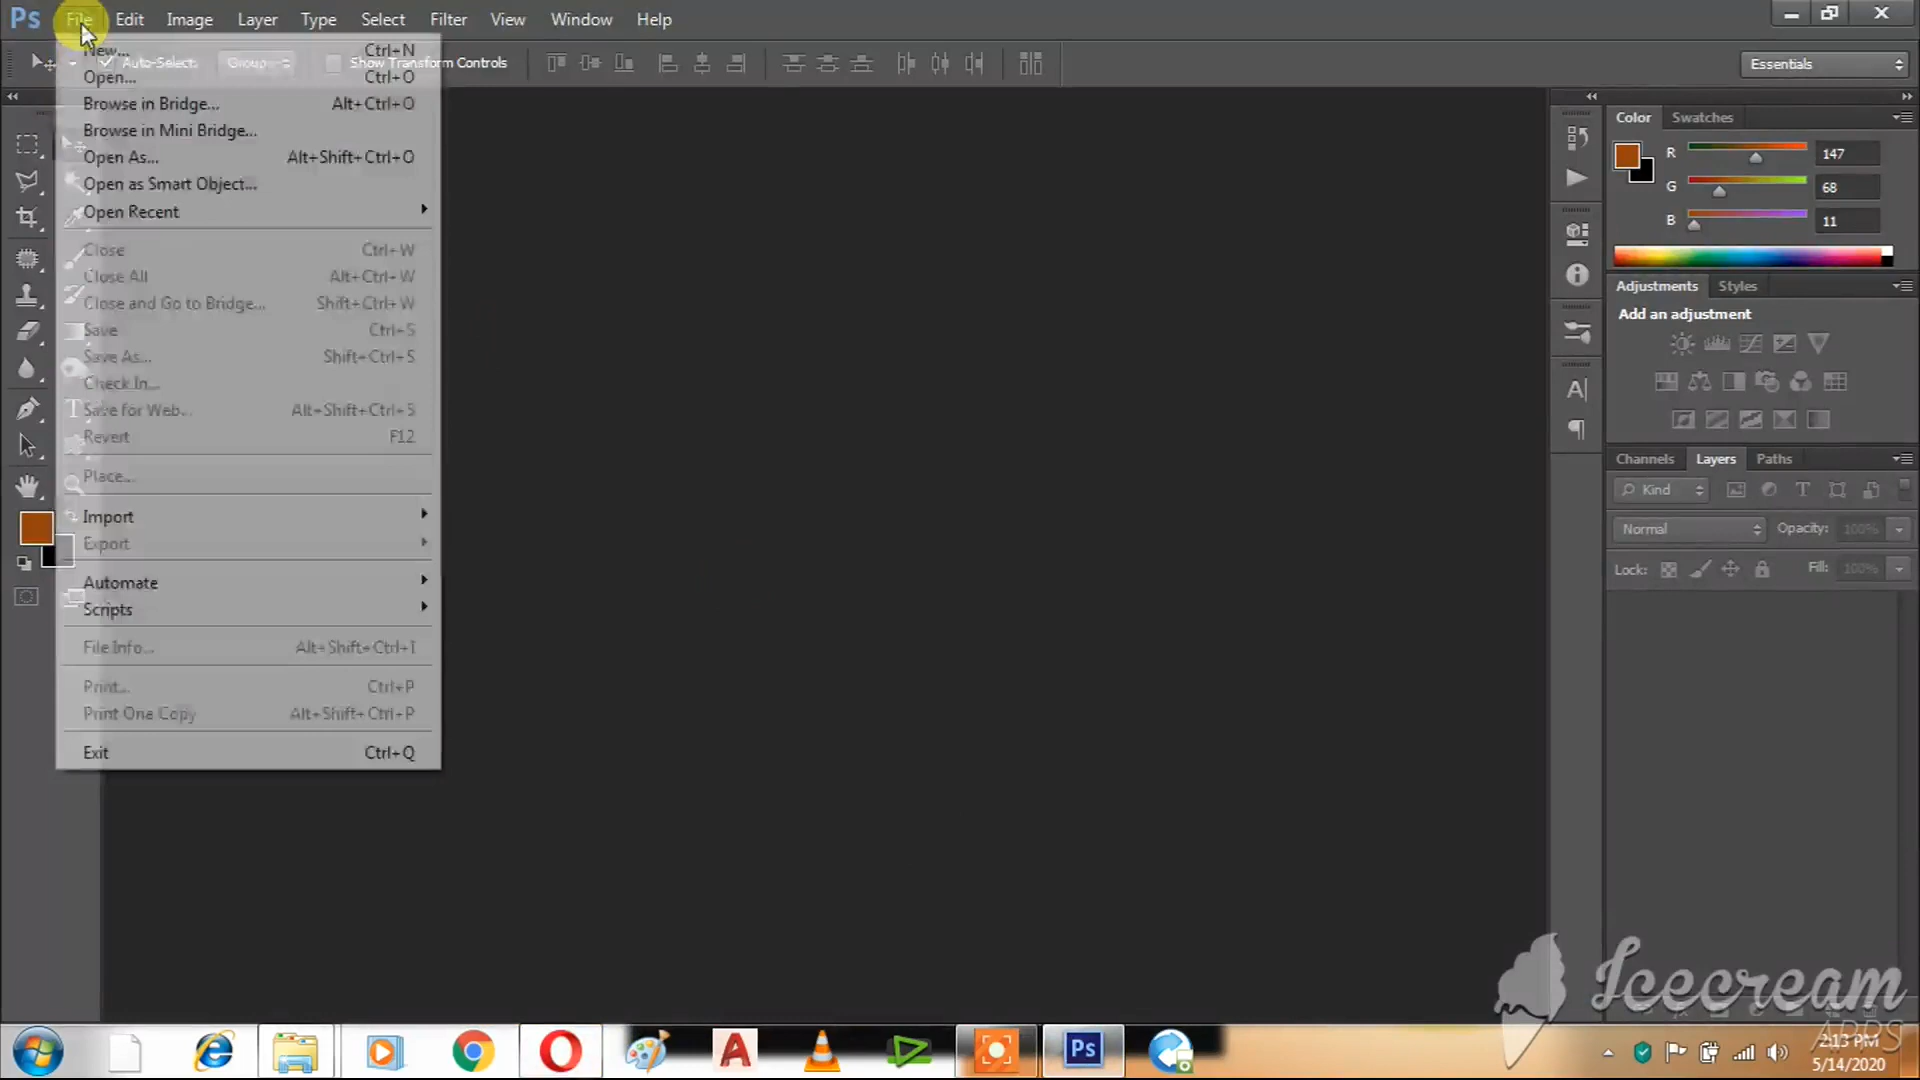 Ps File Edit Image Layer Type Select Filter View Window Help
Auto-Select: Group Show Transform Controls Essentials
New... Ctrl+N
Open... Ctrl+O
Browse in Bridge... Alt+Ctrl+O
Browse in Mini Bridge...
Open As... Alt+Shift+Ctrl+O
Open as Smart Object...
Open Recent
Close Ctrl+W
Close All Alt+Ctrl+W
Close and Go to Bridge... Shift+Ctrl+W
Save Ctrl+S
Save As... Shift+Ctrl+S
Check In...
Save for Web... Alt+Shift+Ctrl+S
Revert F12
Place...
Import
Export
Automate
Scripts
File Info... Alt+Shift+Ctrl+I
Print... Ctrl+P
Print One Copy Alt+Shift+Ctrl+P
Exit Ctrl+Q
Color Swatches
R 147
G 68
B 11
Adjustments Styles
Add an adjustment
Channels Layers Paths
Kind
Normal Opacity: 100%
Lock: Fill: 100%
Icecream
APPS
Ps
2:13 PM
5/14/2020